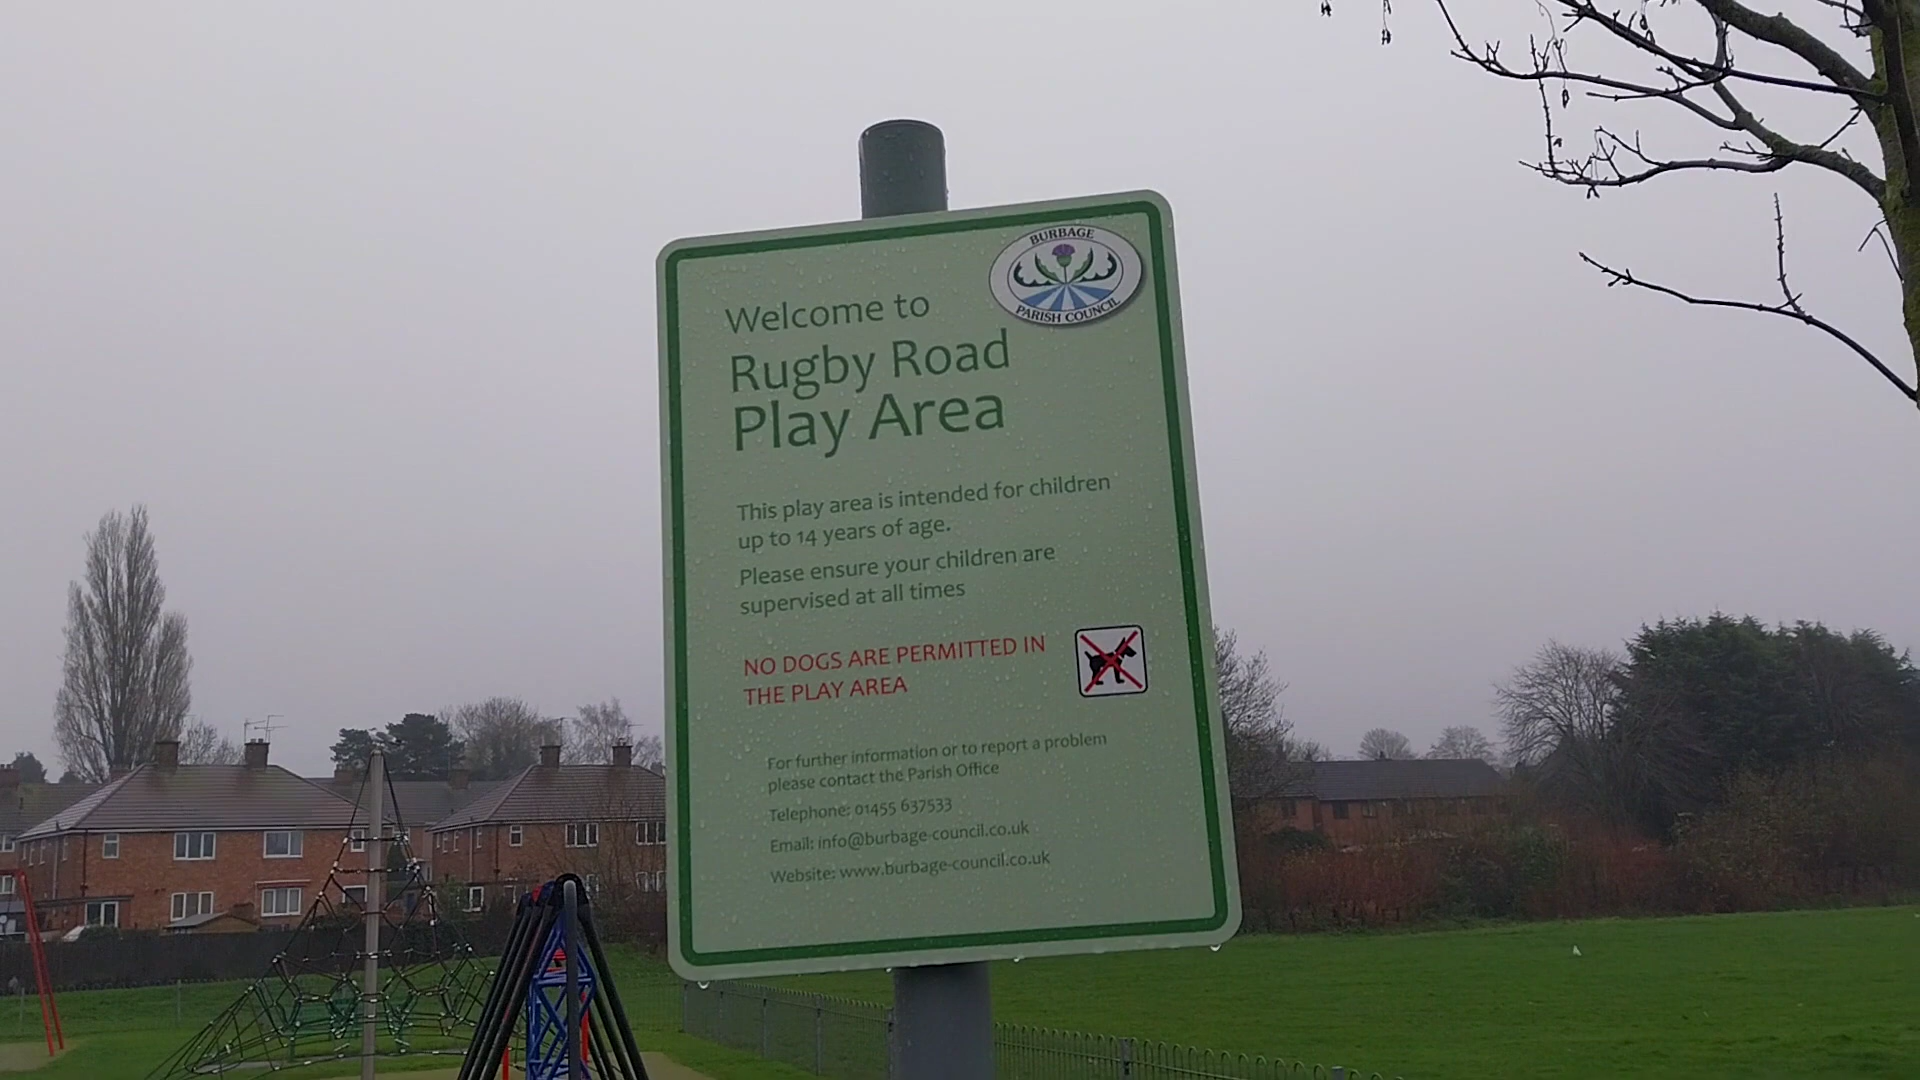 BURBAGE
PARISH COUNCIL
Welcome to
Rugby Road
Play Area
This play area is intended for children
up to 14 years of age.
Please ensure your children are
supervised at all times
NO DOGS ARE PERMITTED IN
THE PLAY AREA
For further information or to report a problem
please contact the Parish Office
Telephone: 01455 637533
Email: info@burbage-council.co.uk
Website: www.burbage-council.co.uk